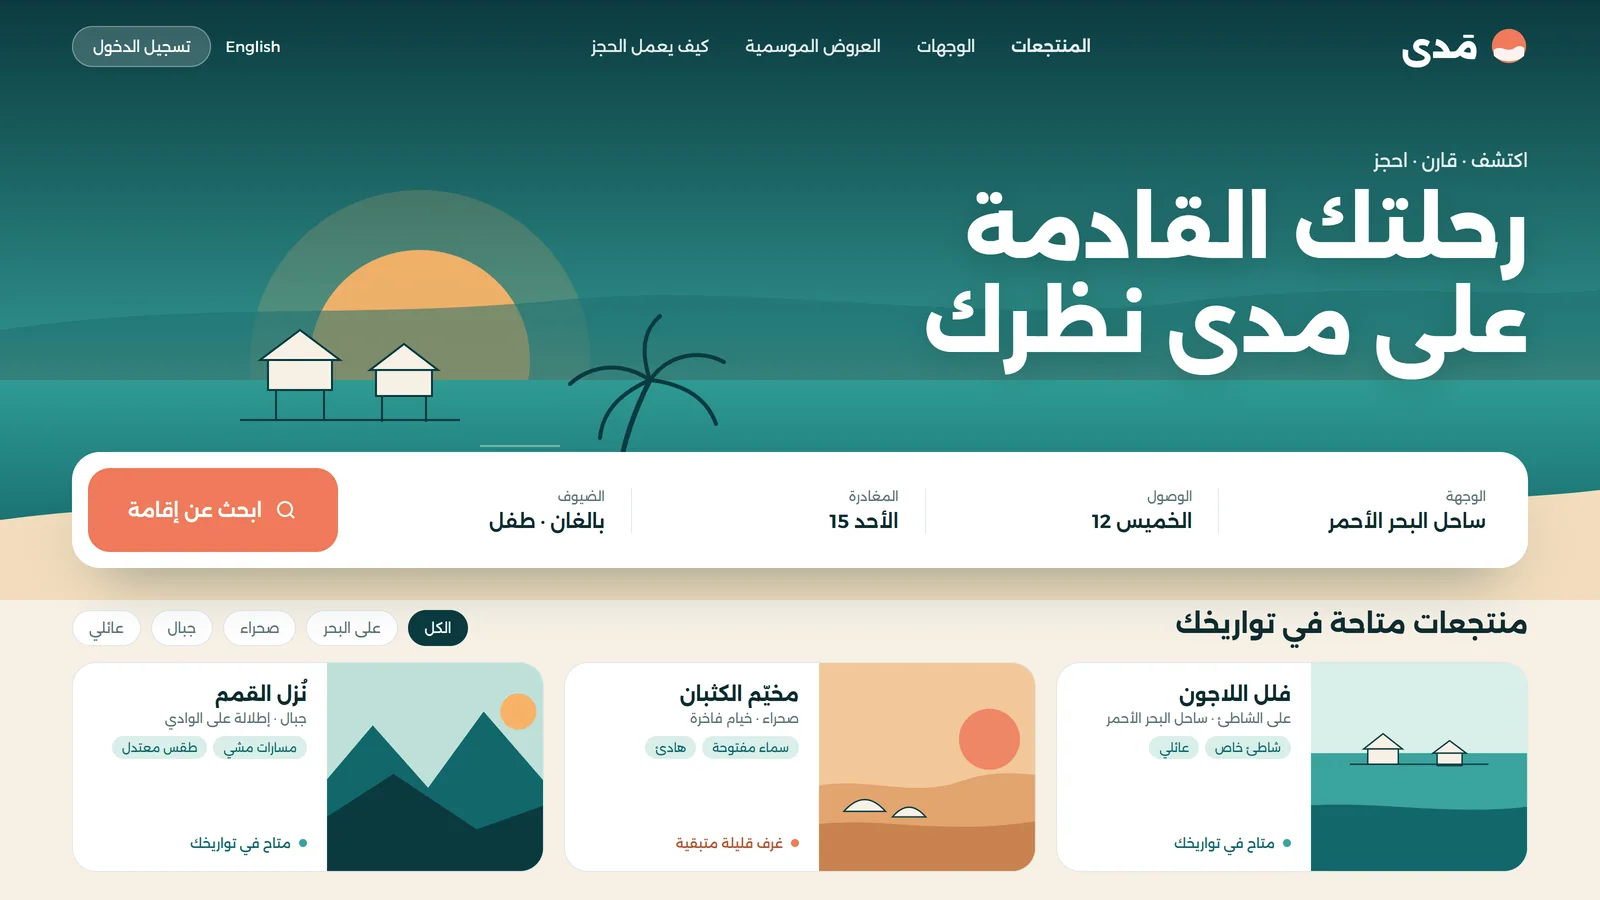 مَدى
المنتجعات
الوجهات
العروض الموسمية
كيف يعمل الحجز
English
تسجيل الدخول
اكتشف · قارن · احجز
رحلتك القادمة
على مدى نظرك
الوجهة
ساحل البحر الأحمر
الوصول
الخميس 12
المغادرة
الأحد 15
الضيوف
بالغان · طفل
ابحث عن إقامة
منتجعات متاحة في تواريخك
الكل
على البحر
صحراء
جبال
عائلي
فلل اللاجون
على الشاطئ · ساحل البحر الأحمر
شاطئ خاص
عائلي
متاح في تواريخك
مخيّم الكثبان
صحراء · خيام فاخرة
سماء مفتوحة
هادئ
غرف قليلة متبقية
نُزل القمم
جبال · إطلالة على الوادي
مسارات مشي
طقس معتدل
متاح في تواريخك